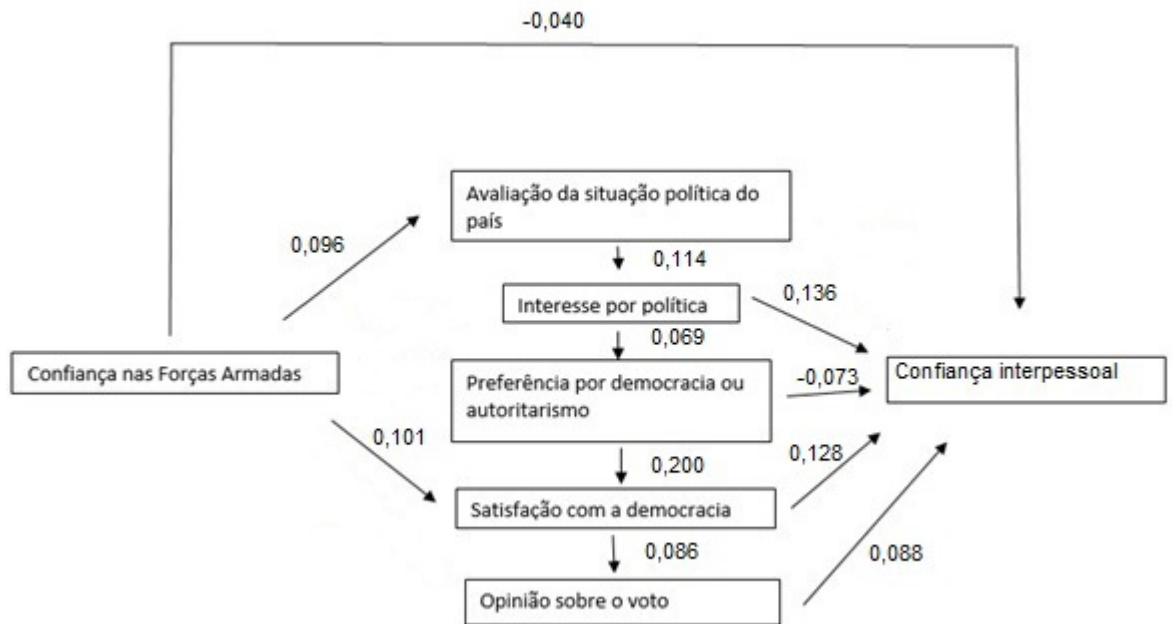 -0,040
Avaliação da situação política do
país
0,096
0,114
Interesse por política
0,136
0,069
Confiança nas Forças Armadas
Preferência por democracia ou
autoritarismo
-0,073
Confiança interpessoal
0,101
0,200
0,128
Satisfação com a democracia
0,086
0,088
Opinião sobre o voto